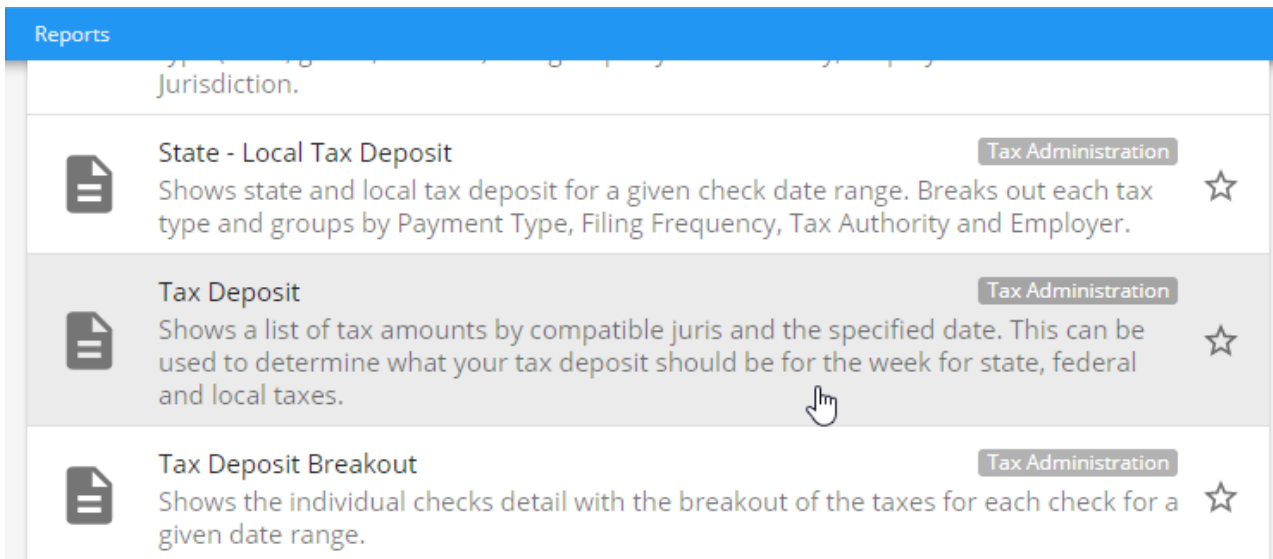 Reports
Jurisdiction.
State - Local Tax Deposit
Tax Administration
Shows state and local tax deposit for a given check date range. Breaks out each tax
type and groups by Payment Type, Filing Frequency, Tax Authority and Employer.
Tax Deposit
Tax Administration
Shows a list of tax amounts by compatible juris and the specified date. This can be
used to determine what your tax deposit should be for the week for state, federal
and local taxes.
Tax Deposit Breakout
Tax Administration
Shows the individual checks detail with the breakout of the taxes for each check for a
given date range.